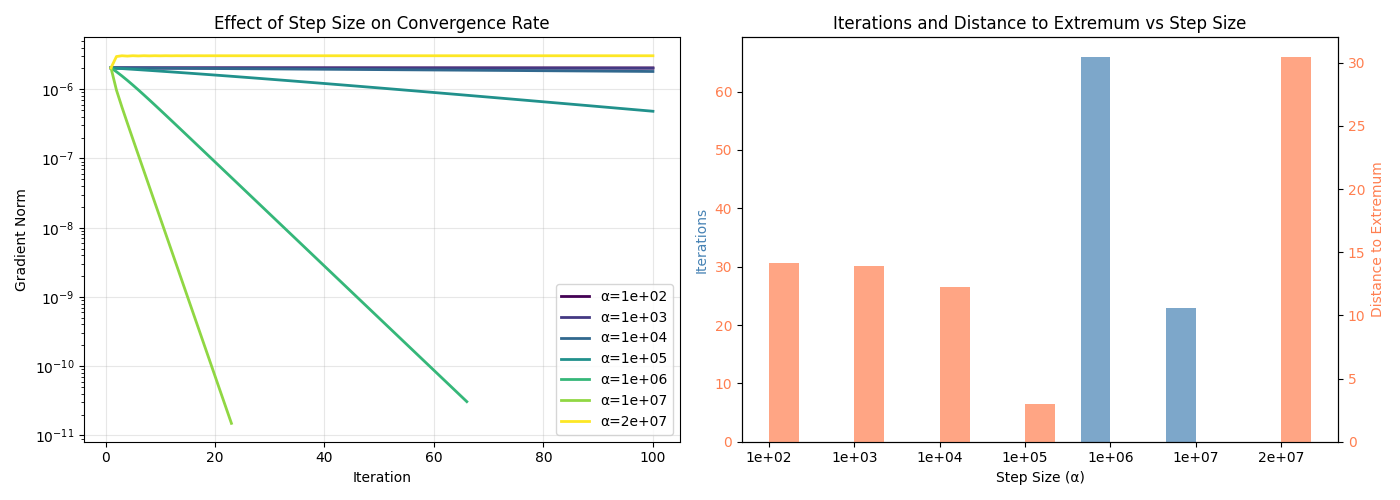 Effect of Step Size on Convergence Rate
Gradient Norm
10⁻⁶
10⁻⁷
10⁻⁸
10⁻⁹
10⁻¹⁰
10⁻¹¹
0 20 40 60 80 100
Iteration
α=1e+02
α=1e+03
α=1e+04
α=1e+05
α=1e+06
α=1e+07
α=2e+07
Iterations and Distance to Extremum vs Step Size
Iterations
60
50
40
30
20
10
0
1e+02 1e+03 1e+04 1e+05 1e+06 1e+07 2e+07
Step Size (α)
30
25
20
15
10
5
0
Distance to Extremum